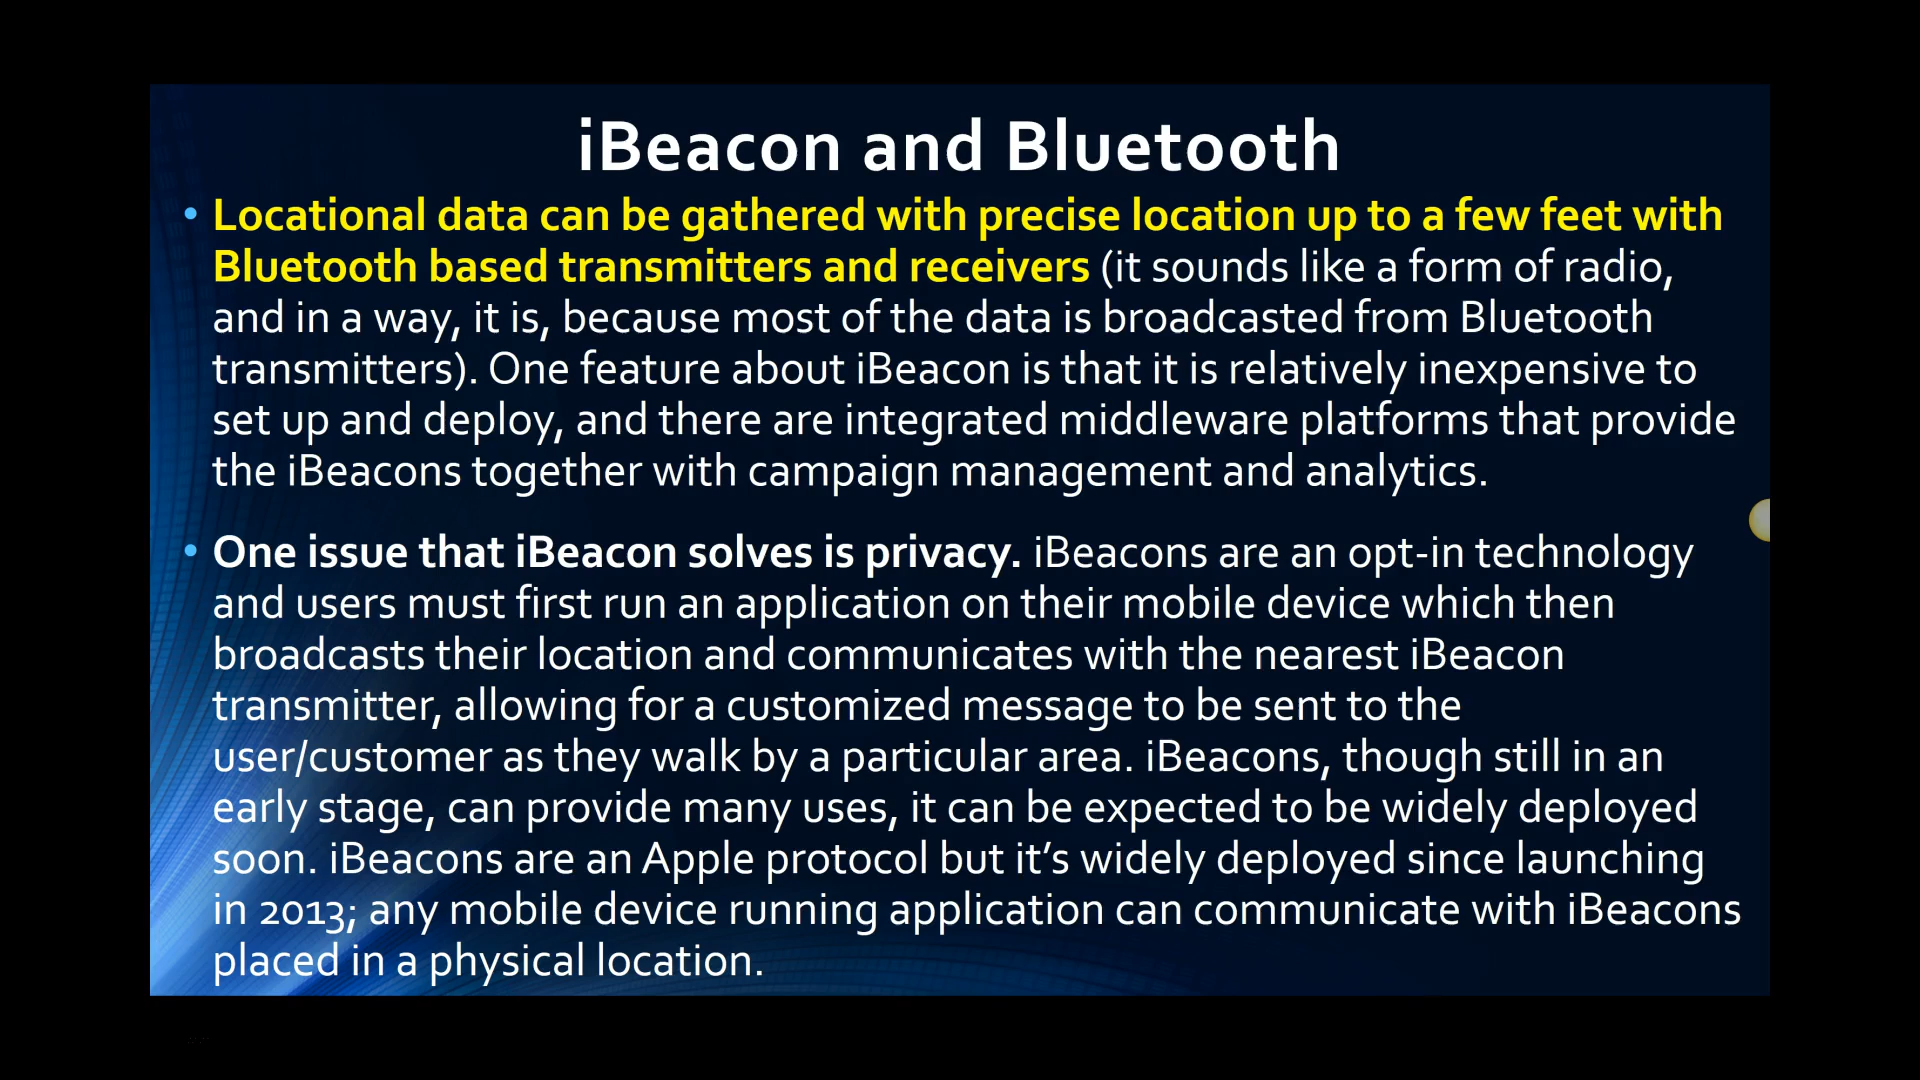 iBeacon and Bluetooth
• Locational data can be gathered with precise location up to a few feet with
Bluetooth based transmitters and receivers (it sounds like a form of radio,
and in a way, it is, because most of the data is broadcasted from Bluetooth
transmitters). One feature about iBeacon is that it is relatively inexpensive to
set up and deploy, and there are integrated middleware platforms that provide
the iBeacons together with campaign management and analytics.
• One issue that iBeacon solves is privacy. iBeacons are an opt-in technology
and users must first run an application on their mobile device which then
broadcasts their location and communicates with the nearest iBeacon
transmitter, allowing for a customized message to be sent to the
user/customer as they walk by a particular area. iBeacons, though still in an
early stage, can provide many uses, it can be expected to be widely deployed
soon. iBeacons are an Apple protocol but it’s widely deployed since launching
in 2013; any mobile device running application can communicate with iBeacons
placed in a physical location.